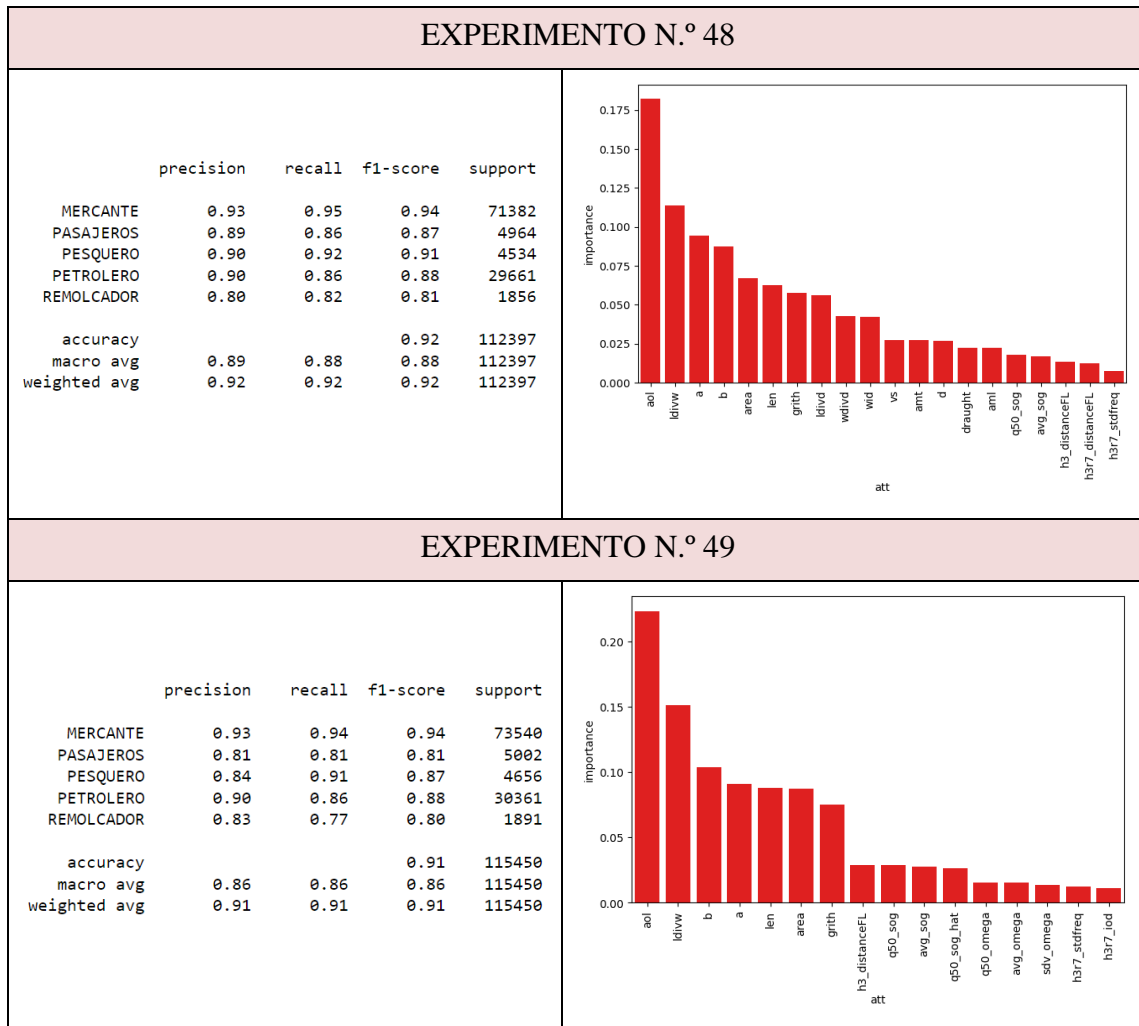 EXPERIMENTO N.º 48
precision recall f1-score support
MERCANTE 0.93 0.95 0.94 71382
PASAJEROS 0.89 0.86 0.87 4964
PESQUERO 0.90 0.92 0.91 4534
PETROLERO 0.90 0.86 0.88 29661
REMOLCADOR 0.80 0.82 0.81 1856
accuracy 0.92 112397
macro avg 0.89 0.88 0.88 112397
weighted avg 0.92 0.92 0.92 112397
importance
0.175
0.150
0.125
0.100
0.075
0.050
0.025
0.000
aol
ldivw
a
b
area
len
grith
ldivd
wdivd
wid
vs
amt
d
draught
aml
q50_sog
avg_sog
h3_distanceFL
h3r7_distanceFL
h3r7_stdfreq
att
EXPERIMENTO N.º 49
precision recall f1-score support
MERCANTE 0.93 0.94 0.94 73540
PASAJEROS 0.81 0.81 0.81 5002
PESQUERO 0.84 0.91 0.87 4656
PETROLERO 0.90 0.86 0.88 30361
REMOLCADOR 0.83 0.77 0.80 1891
accuracy 0.91 115450
macro avg 0.86 0.86 0.86 115450
weighted avg 0.91 0.91 0.91 115450
importance
0.20
0.15
0.10
0.05
0.00
aol
ldivw
b
a
len
area
grith
h3_distanceFL
q50_sog
avg_sog
q50_sog_hat
q50_omega
avg_omega
sdv_omega
h3r7_stdfreq
h3r7_iod
att